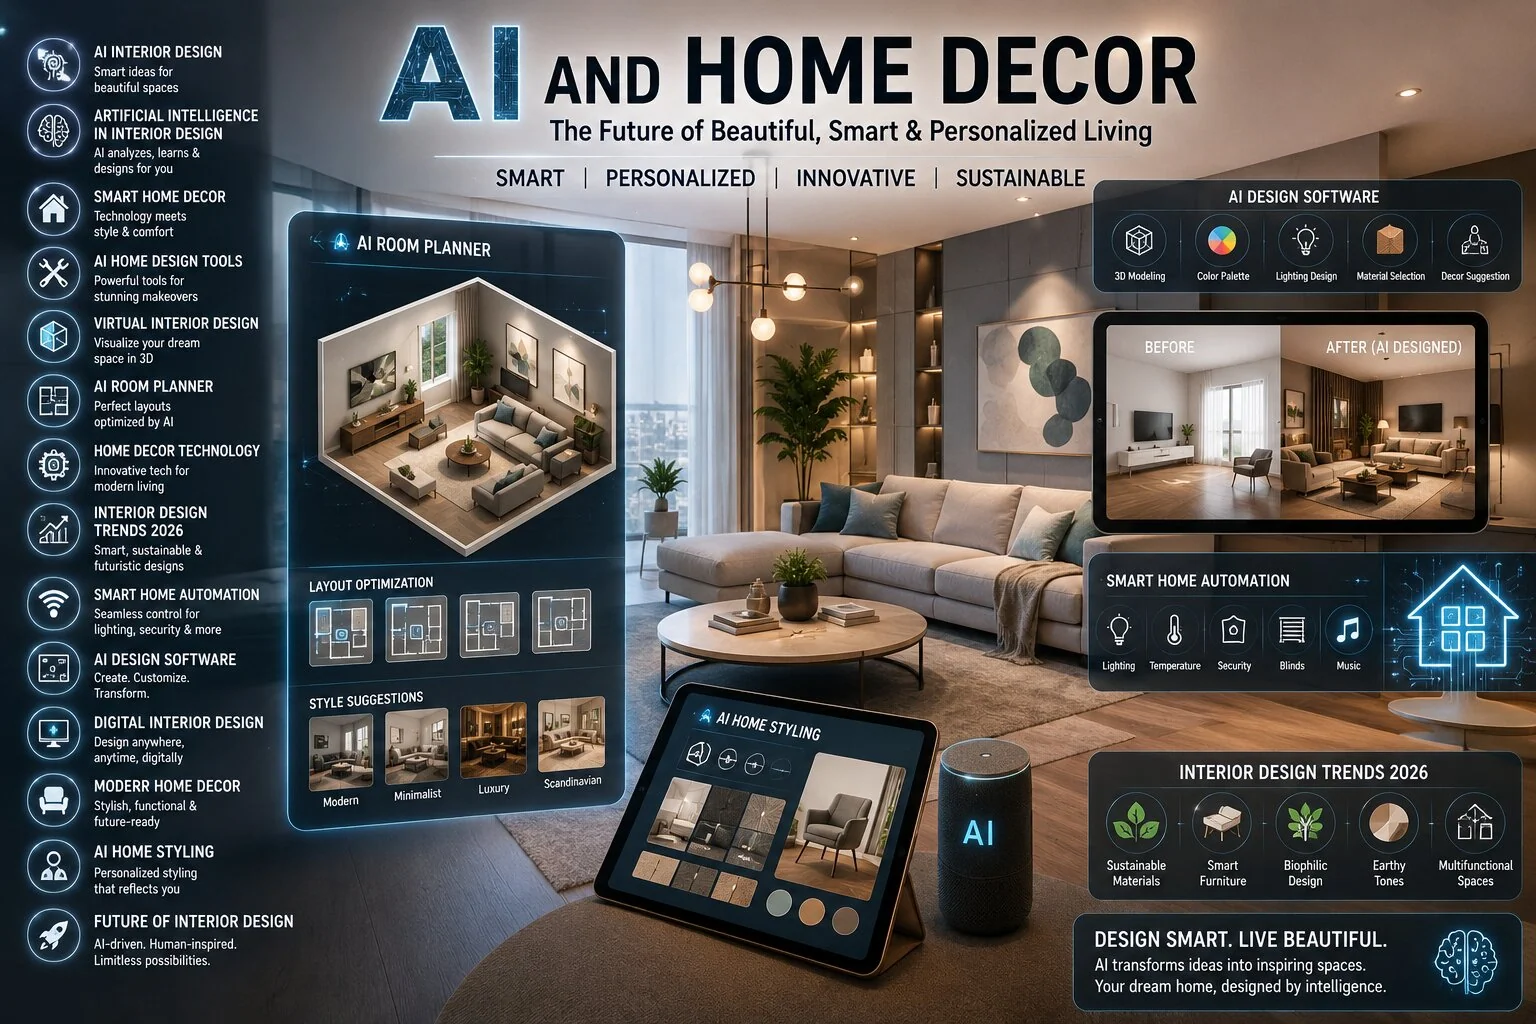 AI AND HOME DECOR
The Future of Beautiful, Smart & Personalized Living
SMART | PERSONALIZED | INNOVATIVE | SUSTAINABLE
AI INTERIOR DESIGN
Smart ideas for
beautiful spaces
ARTIFICIAL INTELLIGENCE
IN INTERIOR DESIGN
AI analyzes, learns &
designs for you
SMART HOME DECOR
Technology meets
style & comfort
AI HOME DESIGN TOOLS
Powerful tools for
stunning makeovers
VIRTUAL INTERIOR DESIGN
Visualize your dream
space in 3D
AI ROOM PLANNER
Perfect layouts
optimized by AI
HOME DECOR TECHNOLOGY
Innovative tech for
modern living
INTERIOR DESIGN
TRENDS 2026
Smart, sustainable &
futuristic designs
SMART HOME AUTOMATION
Seamless control for
lighting, security & more
AI DESIGN SOFTWARE
Create. Customize.
Transform.
DIGITAL INTERIOR DESIGN
Design anywhere,
anytime, digitally
MODERR HOME DECOR
Stylish, functional &
future-ready
AI HOME STYLING
Personalized styling
that reflects you
FUTURE OF INTERIOR DESIGN
AI-driven. Human-inspired.
Limitless possibilities.
AI ROOM PLANNER
LAYOUT OPTIMIZATION
STYLE SUGGESTIONS
Modern
Minimalist
Luxury
Scandinavian
AI HOME STYLING
AI
AI DESIGN SOFTWARE
3D Modeling
Color Palette
Lighting Design
Material Selection
Decor Suggestion
BEFORE
AFTER (AI DESIGNED)
SMART HOME AUTOMATION
Lighting
Temperature
Security
Blinds
Music
INTERIOR DESIGN TRENDS 2026
Sustainable
Materials
Smart
Furniture
Biophilic
Design
Earthy
Tones
Multifunctional
Spaces
DESIGN SMART. LIVE BEAUTIFUL.
AI transforms ideas into inspiring spaces.
Your dream home, designed by intelligence.